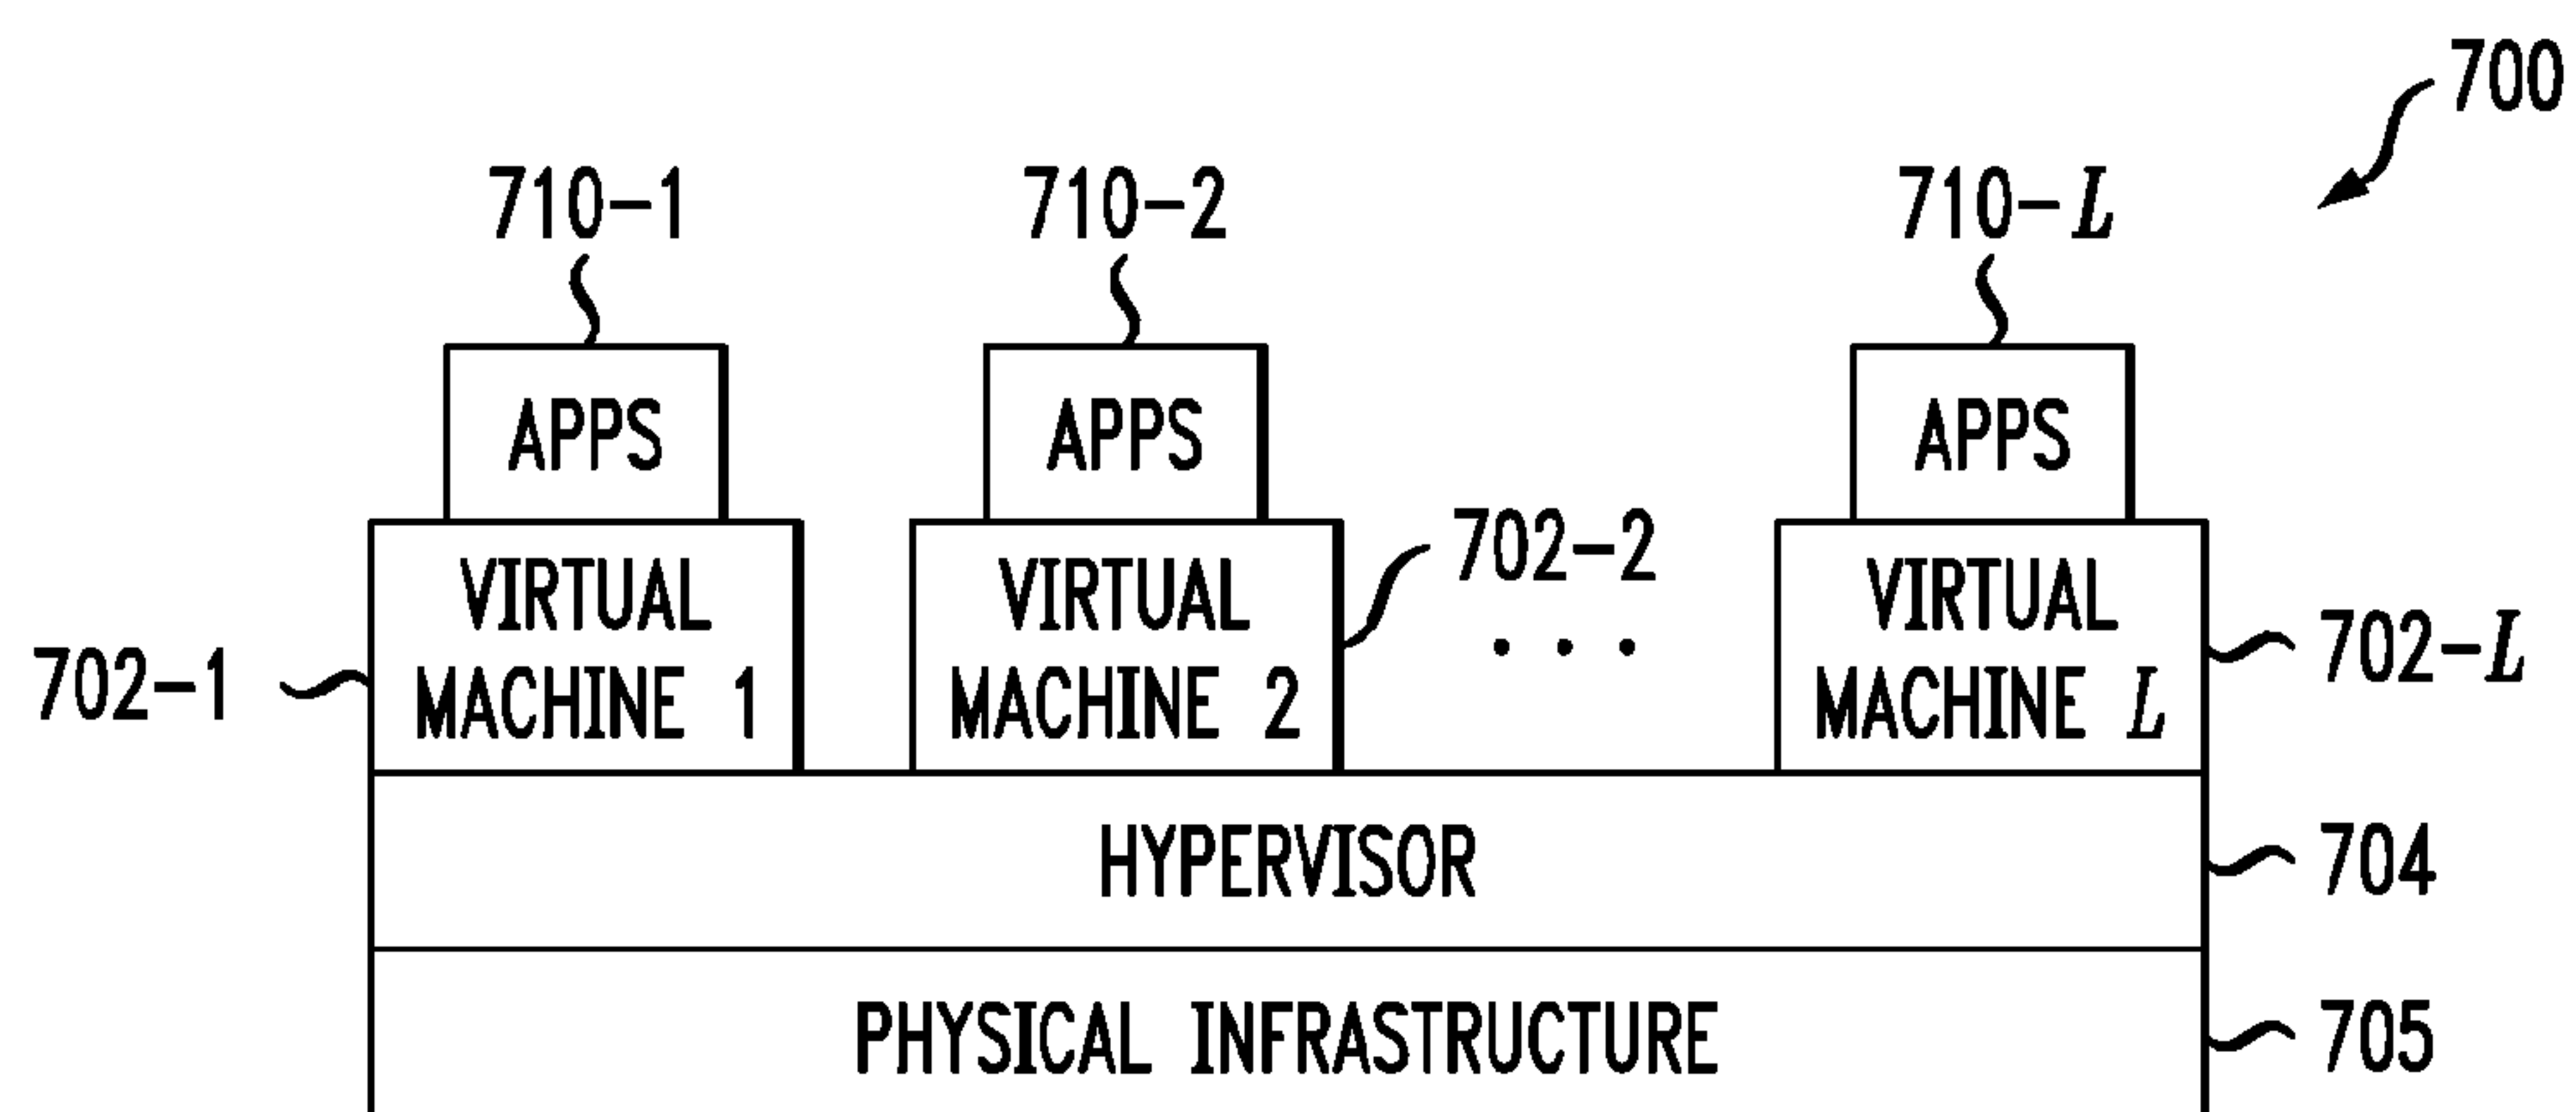 700
710-1
710-2
710-L
APPS
APPS
APPS
702-1
VIRTUAL
MACHINE 1
VIRTUAL
MACHINE 2
702-2
. . .
VIRTUAL
MACHINE L
702-L
HYPERVISOR
704
PHYSICAL INFRASTRUCTURE
705